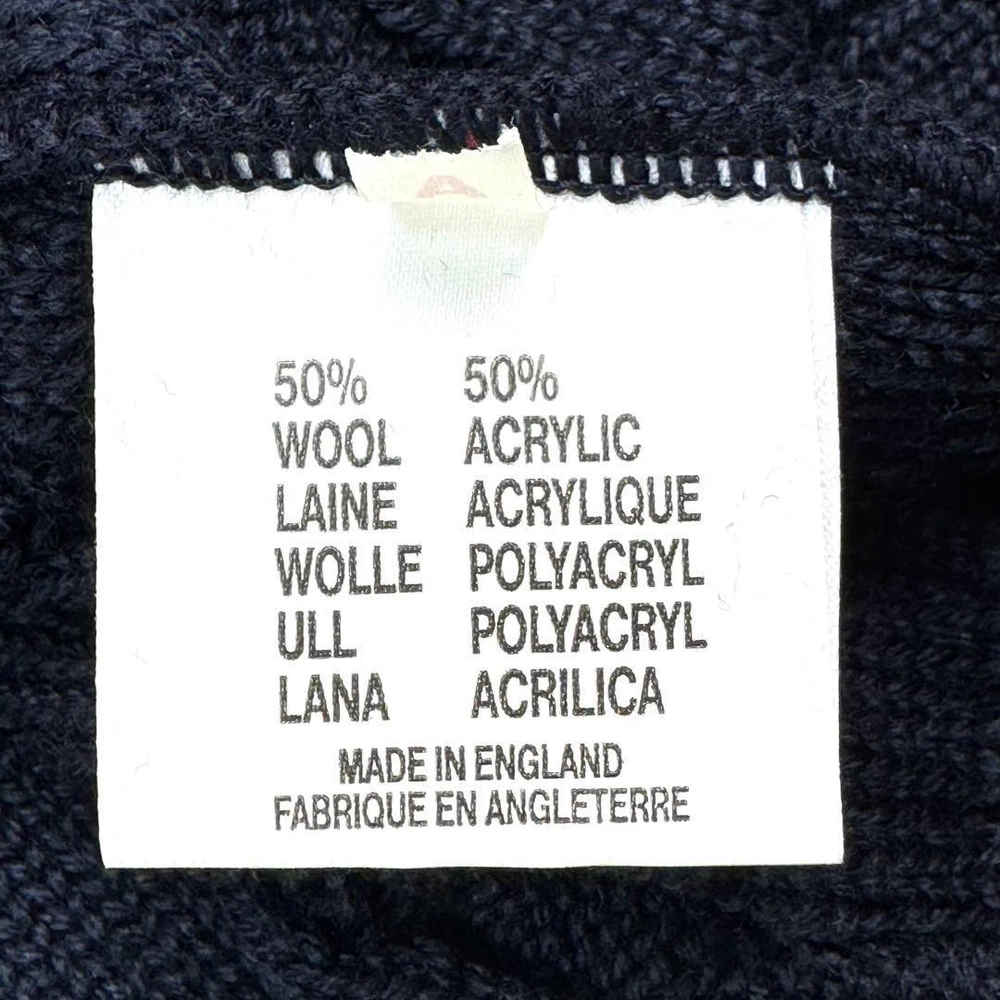 50% 50%
WOOL ACRYLIC
LAINE ACRYLIQUE
WOLLE POLYACRYL
ULL POLYACRYL
LANA ACRILICA
MADE IN ENGLAND
FABRIQUE EN ANGLETERRE